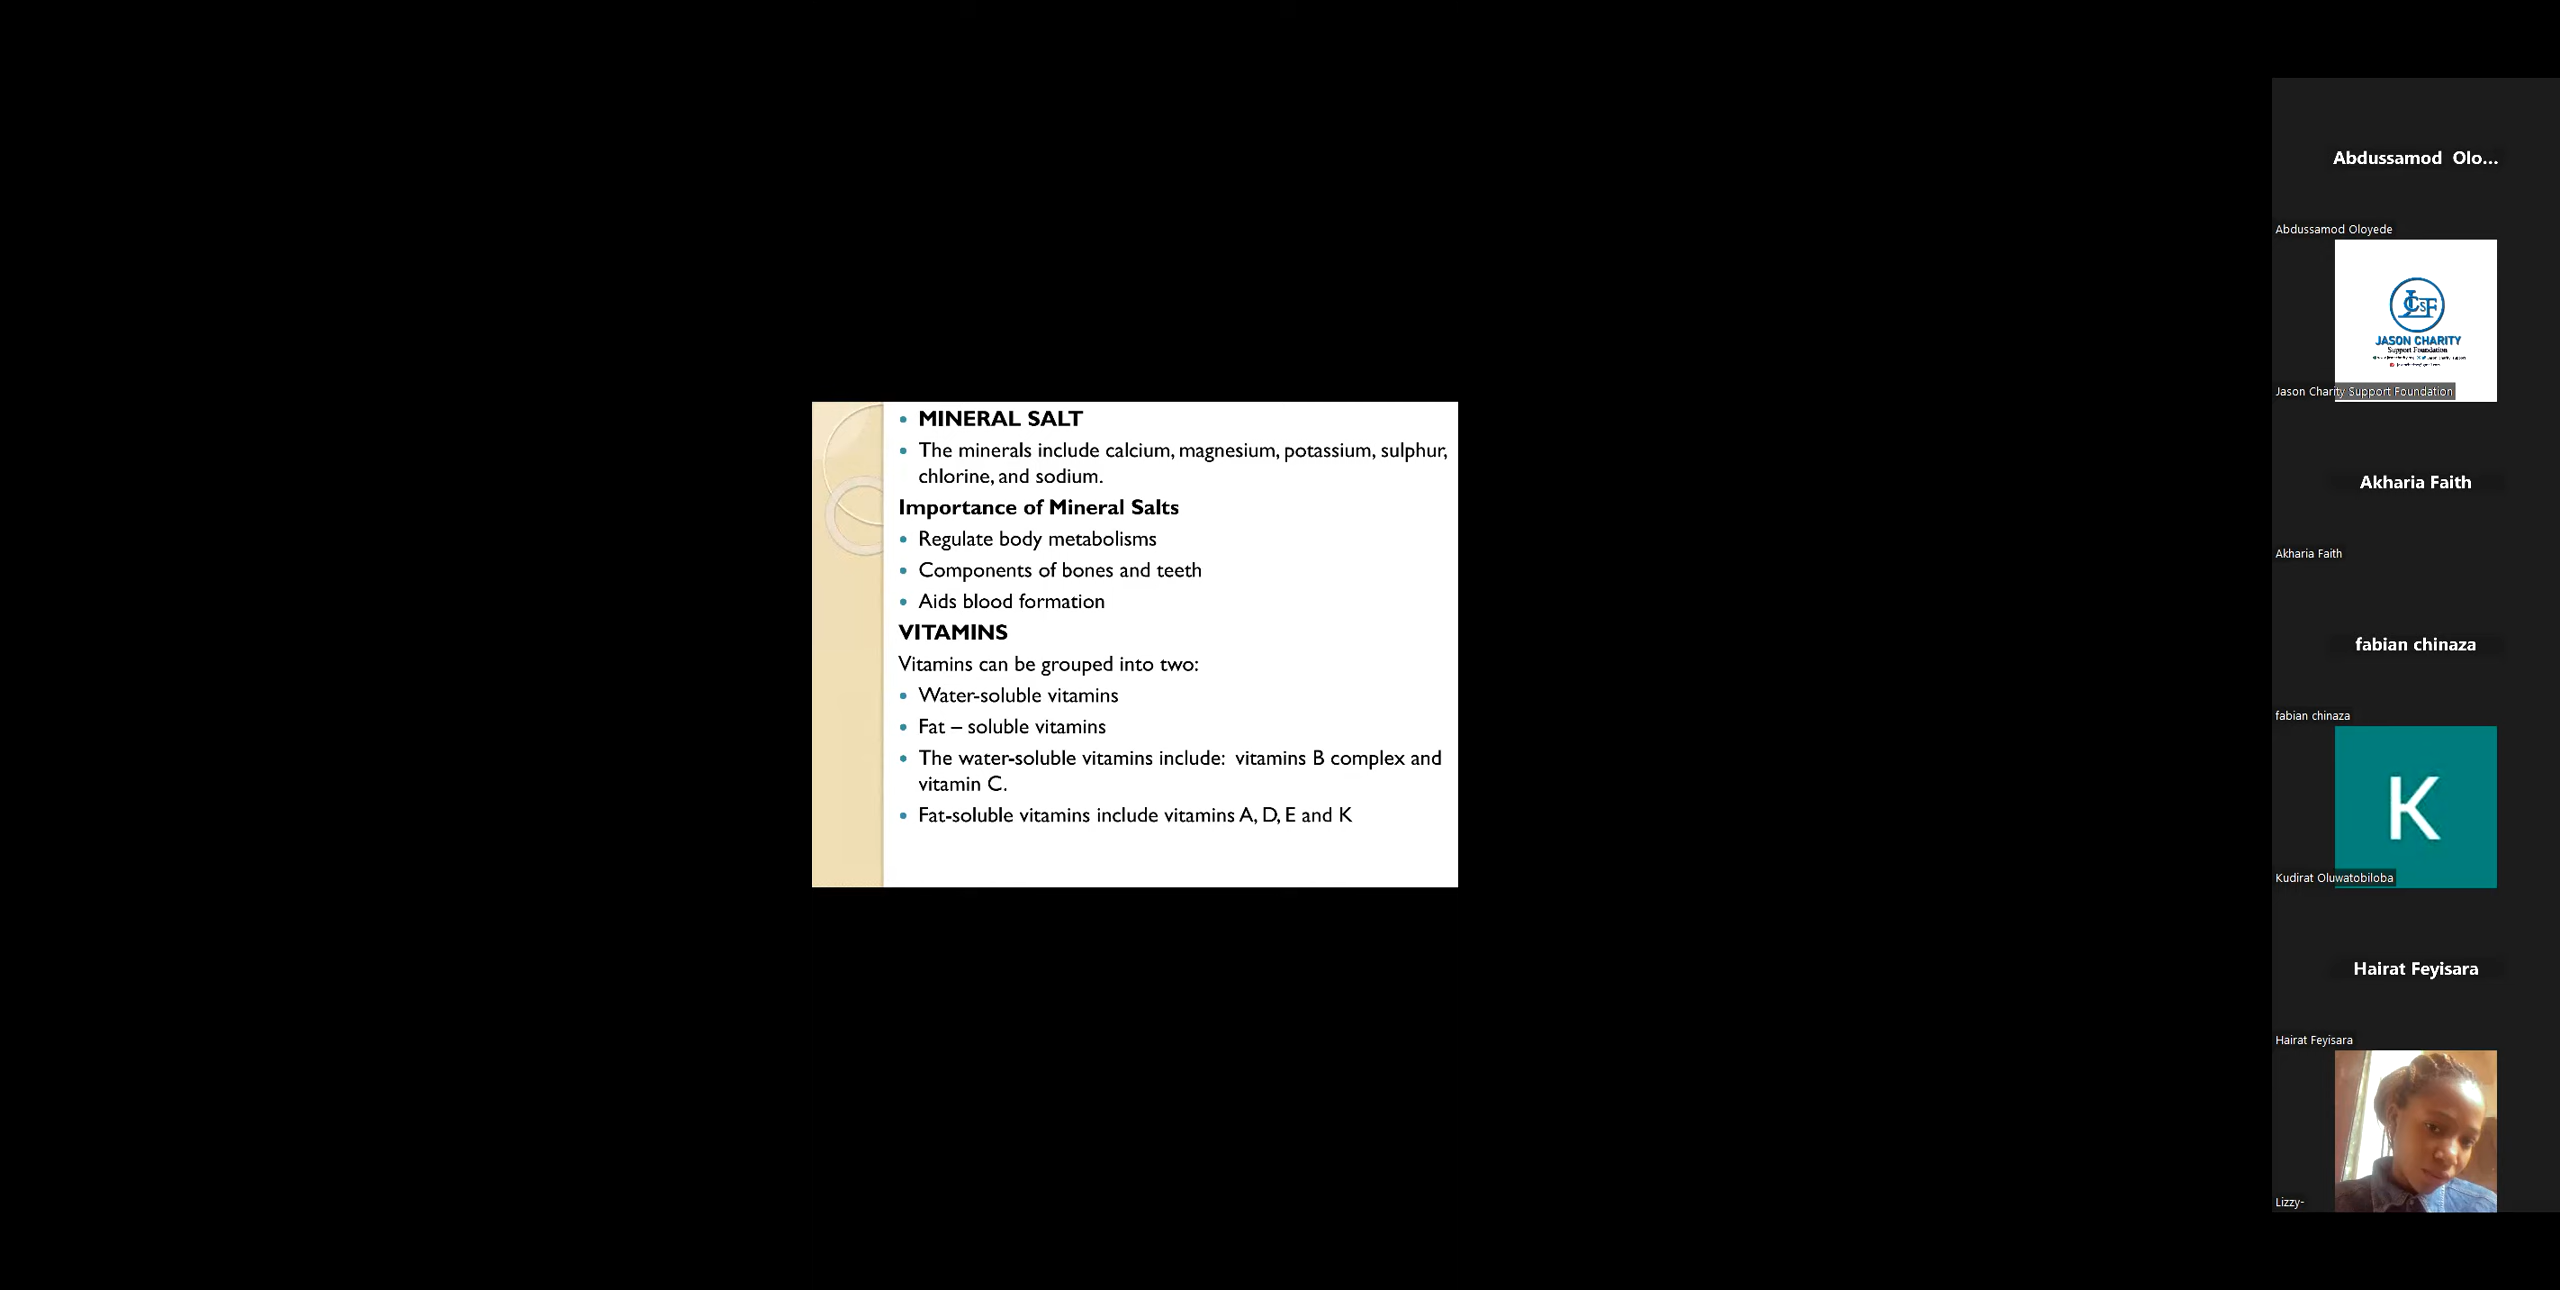 MINERAL SALT
The minerals include calcium, magnesium, potassium, sulphur,
chlorine, and sodium.
Importance of Mineral Salts
Regulate body metabolisms
Components of bones and teeth
Aids blood formation
VITAMINS
Vitamins can be grouped into two:
Water-soluble vitamins
Fat – soluble vitamins
The water-soluble vitamins include:  vitamins B complex and
vitamin C.
Fat-soluble vitamins include vitamins A, D, E and K
Abdussamod  Olo...
Abdussamod Oloyede
JCSF
JASON CHARITY
Support Foundation
Jason Charity Support Foundation
Akharia Faith
Akharia Faith
fabian chinaza
fabian chinaza
K
Kudirat Oluwatobiloba
Hairat Feyisara
Hairat Feyisara
Lizzy-